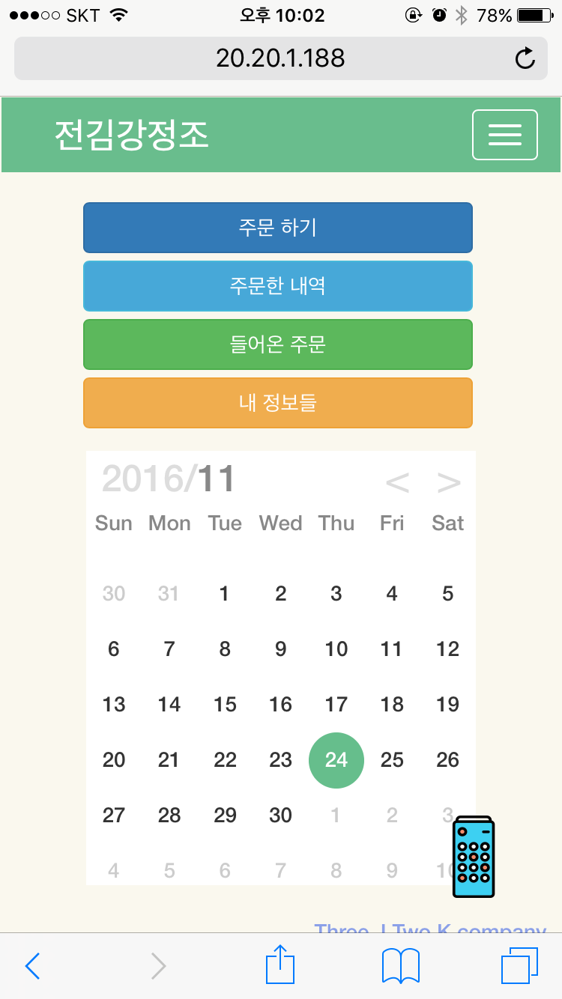 SKT 오후 10:02 78%
20.20.1.188
전김강정조
주문 하기
주문한 내역
들어온 주문
내 정보들
2016/11 < >
Sun Mon Tue Wed Thu Fri Sat
30 31 1 2 3 4 5
6 7 8 9 10 11 12
13 14 15 16 17 18 19
20 21 22 23 24 25 26
27 28 29 30 1 2 3
4 5 6 7 8 9 10
Three J Two K company